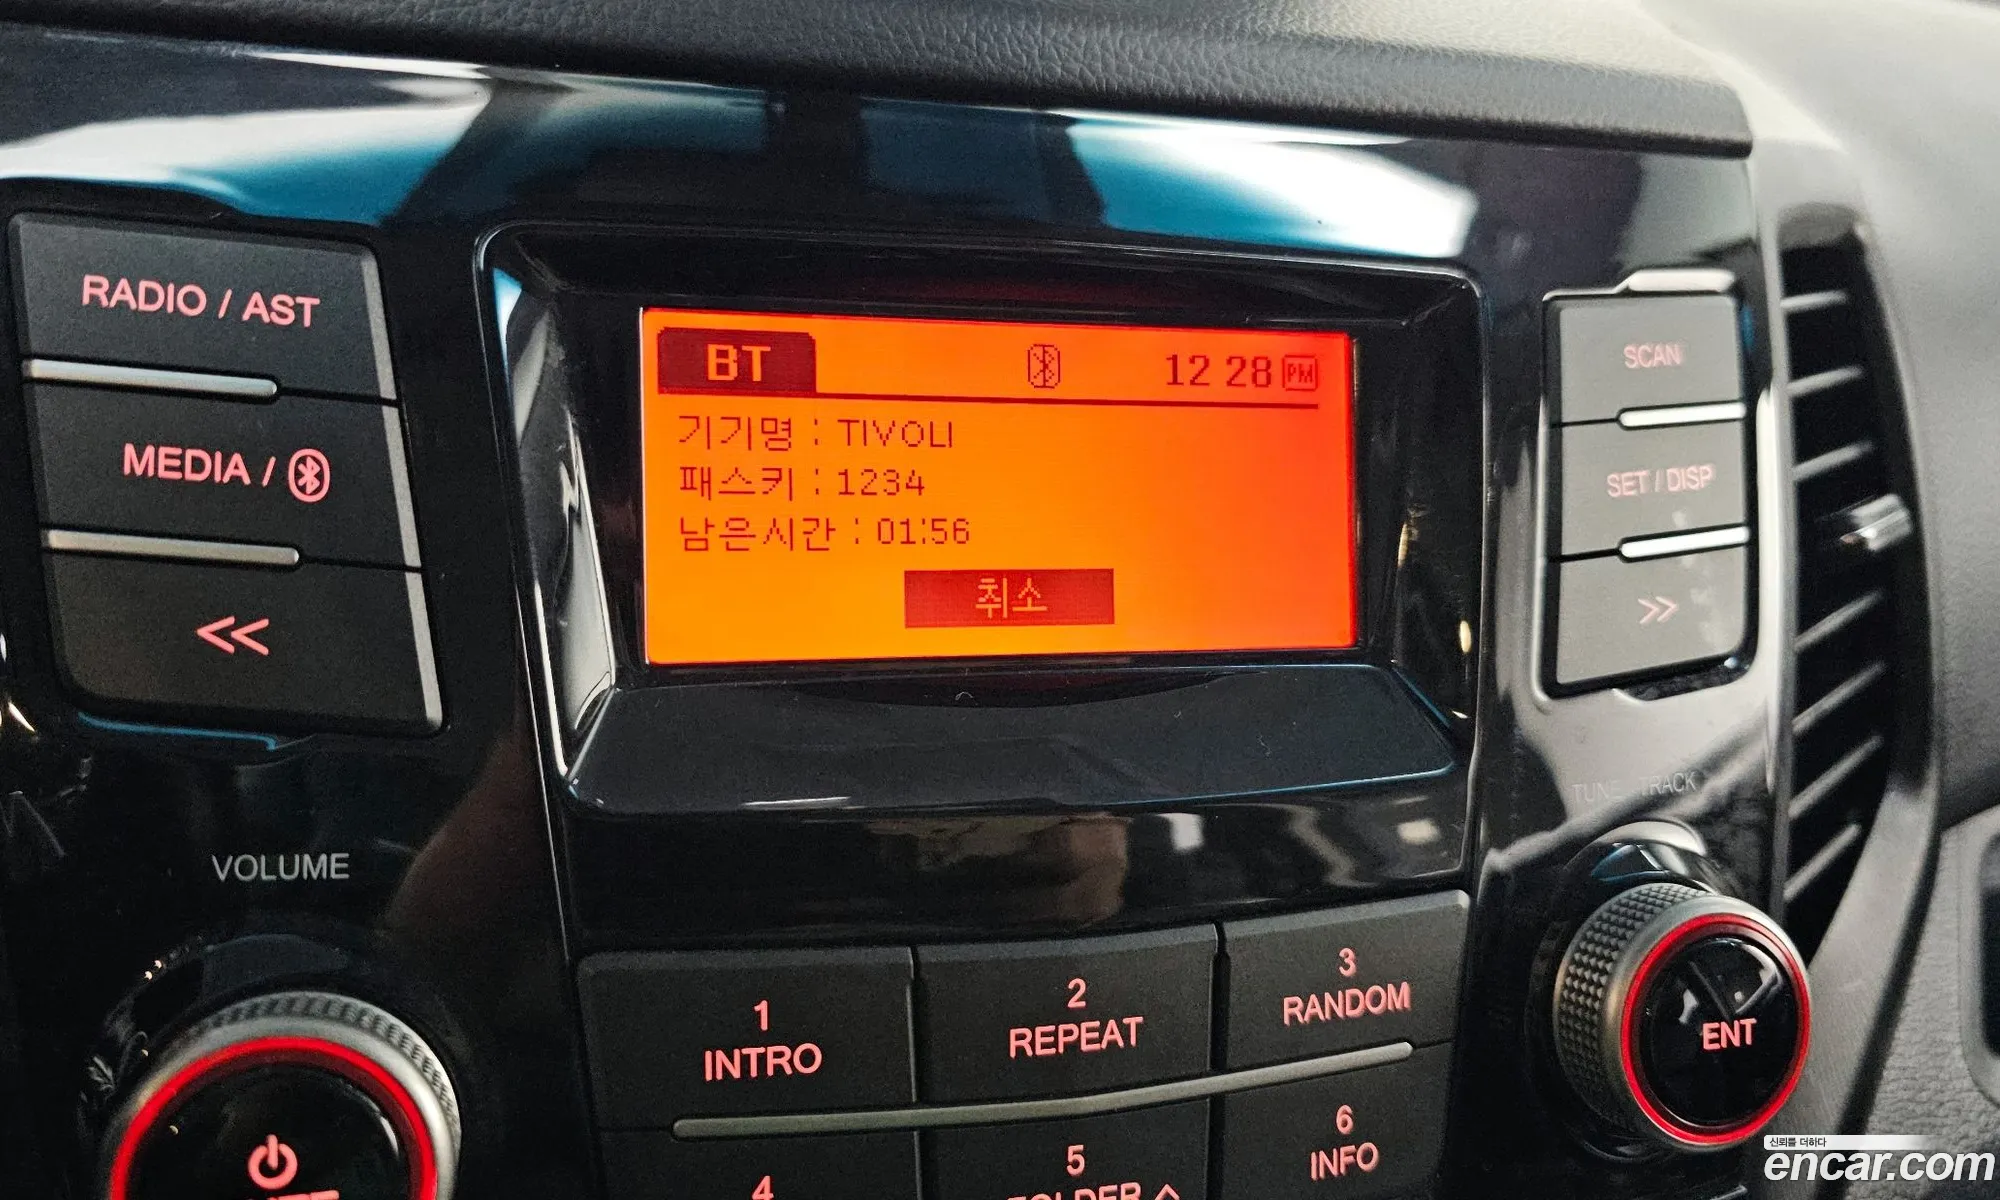 RADIO / AST
MEDIA /
<<
VOLUME
BT
12 28 PM
기기명 : TIVOLI
패스키 : 1234
남은시간 : 01:56
취소
SCAN
SET / DISP
>>
TUNE TRACK
1
INTRO
2
REPEAT
3
RANDOM
4
5
FOLDER ^
6
INFO
ENT
신뢰를 더하다
encar.com